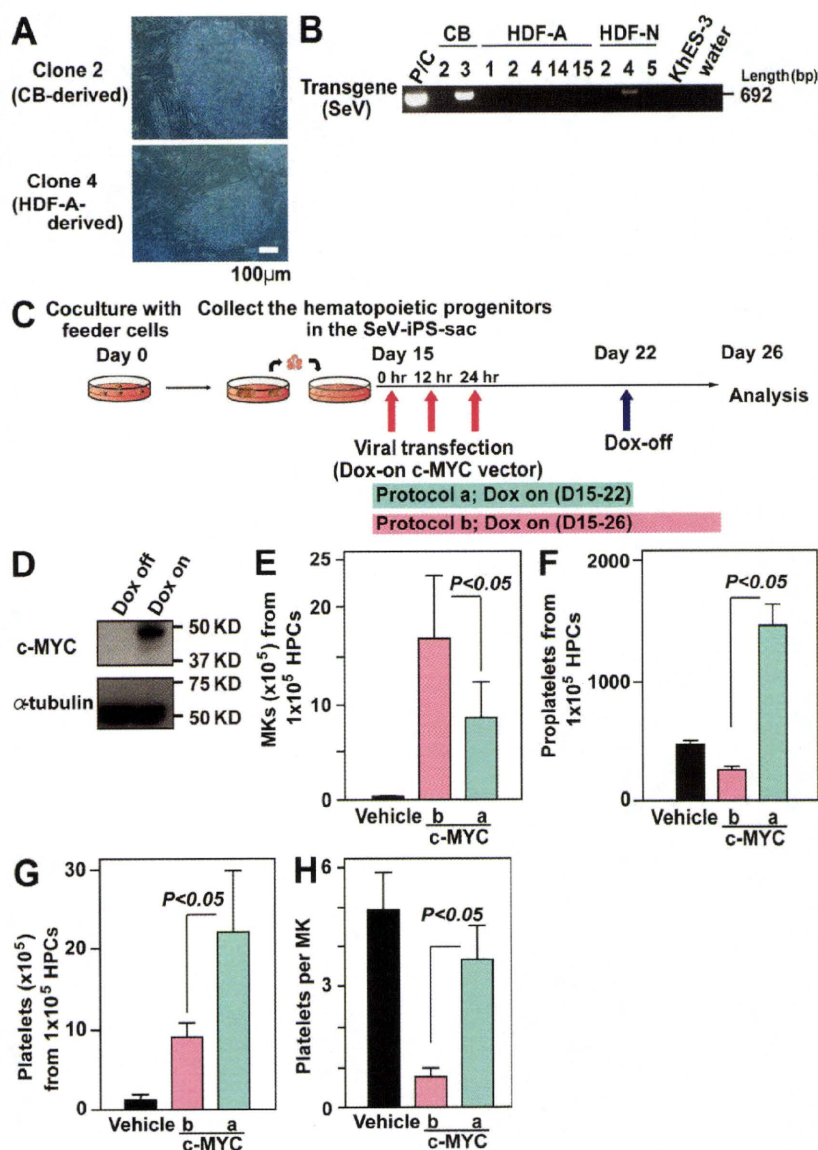 A
Clone 2
(CB-derived)
Clone 4
(HDF-A-
derived)
100μm
B
CB HDF-A HDF-N
P/C 2 3 1 2 4 14 15 2 4 5 KhES-3 water
Transgene
(SeV)
Length(bp)
692
C
Coculture with
feeder cells
Collect the hematopoietic progenitors
in the SeV-iPS-sac
Day 0
Day 15
Day 22
Day 26
0 hr 12 hr 24 hr
Analysis
Viral transfection
(Dox-on c-MYC vector)
Dox-off
Protocol a; Dox on (D15-22)
Protocol b; Dox on (D15-26)
D
Dox off
Dox on
c-MYC
50 KD
37 KD
α-tubulin
75 KD
50 KD
E
MKs (x10⁵) from
1x10⁵ HPCs
25
20
15
10
5
0
P<0.05
Vehicle b a
c-MYC
F
Proplatelets from
1x10⁵ HPCs
2000
1000
0
P<0.05
Vehicle b a
c-MYC
G
Platelets (x10⁵)
from 1x10⁵ HPCs
30
20
10
0
P<0.05
Vehicle b a
c-MYC
H
Platelets per MK
6
3
0
P<0.05
Vehicle b a
c-MYC